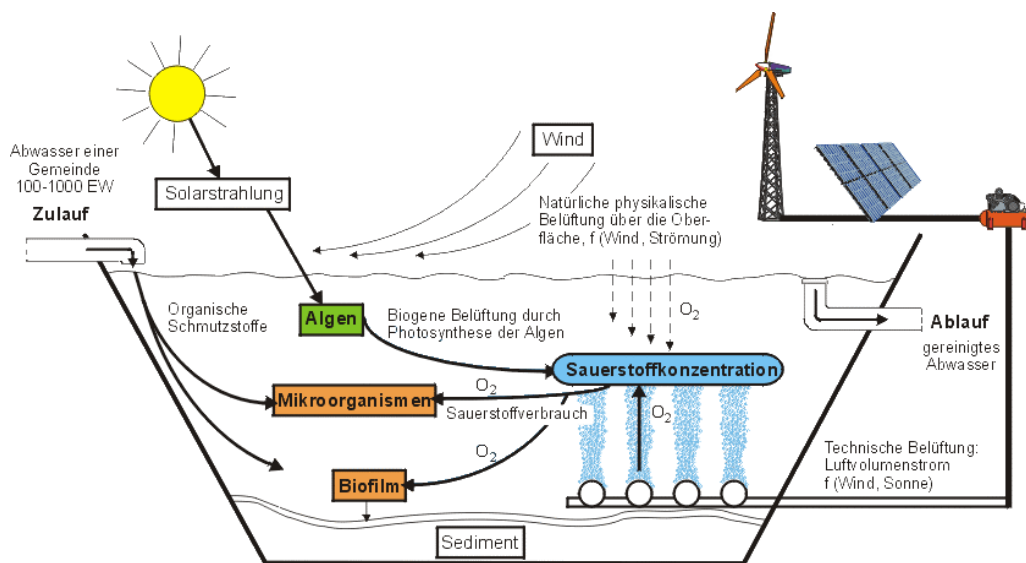 Abwasser einer
Gemeinde
100-1000 EW
Zulauf
Solarstrahlung
Wind
Natürliche physikalische
Belüftung über die Ober-
fläche, f (Wind, Strömung)
Organische
Schmutzstoffe
Algen
Biogene Belüftung durch
Photosynthese der Algen
O2
Ablauf
gereinigtes
Abwasser
Sauerstoffkonzentration
Mikroorganismen
O2
Sauerstoffverbrauch
O2
O2
Biofilm
Technische Belüftung:
Luftvolumenstrom
f (Wind, Sonne)
Sediment